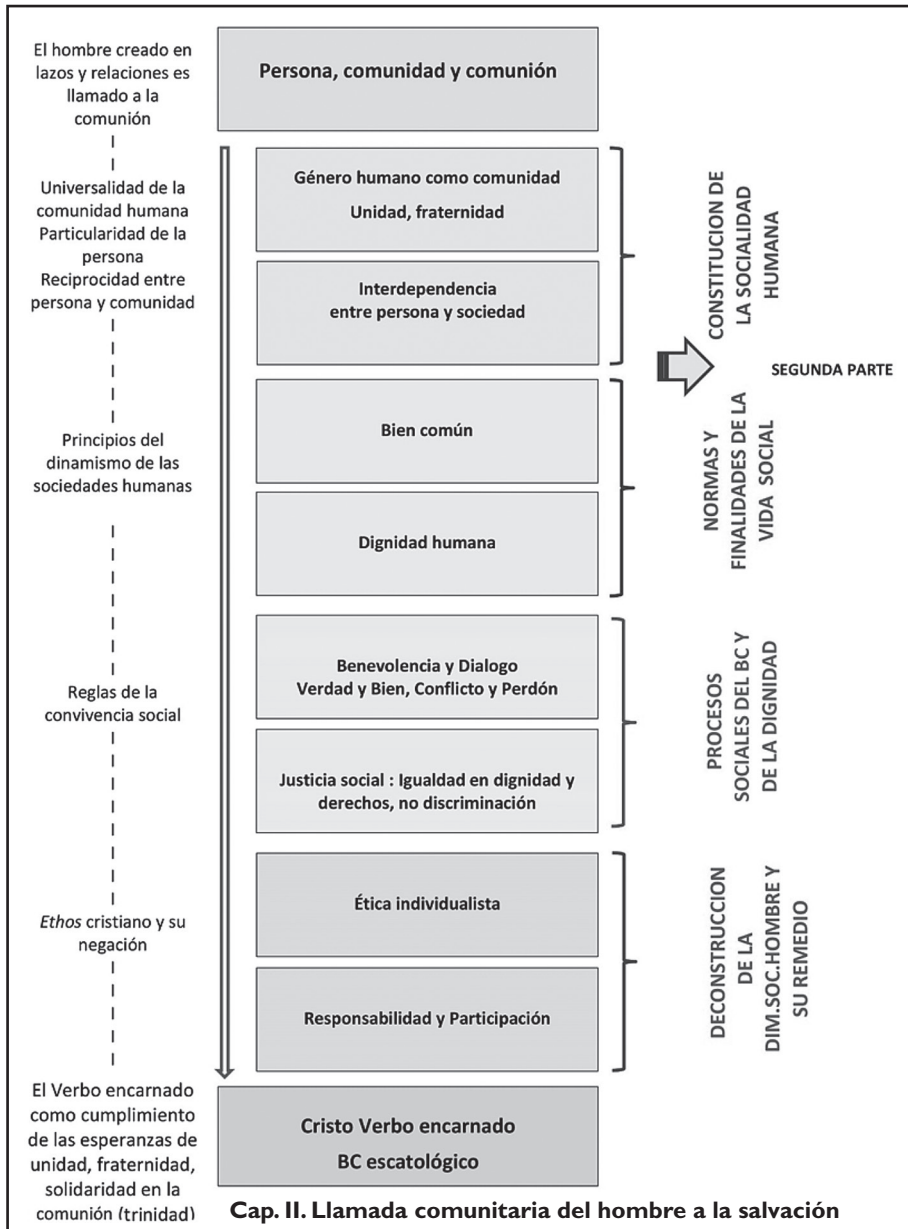 El hombre creado en
lazos y relaciones es
llamado a la
comunión
Persona, comunidad y comunión
Universalidad de la
comunidad humana
Particularidad de la
persona
Reciprocidad entre
persona y comunidad
Género humano como comunidad
Unidad, fraternidad
Interdependencia
entre persona y sociedad
CONSTITUCION DE
LA SOCIALIDAD
HUMANA
SEGUNDA PARTE
Principios del
dinamismo de las
sociedades humanas
Bien común
Dignidad humana
NORMAS Y
FINALIDADES DE LA
VIDA SOCIAL
Reglas de la
convivencia social
Benevolencia y Dialogo
Verdad y Bien, Conflicto y Perdón
Justicia social : Igualdad en dignidad y
derechos, no discriminación
PROCESOS
SOCIALES DEL BC Y
DE LA DIGNIDAD
Ethos cristiano y su
negación
Ética individualista
Responsabilidad y Participación
DECONSTRUCCION
DE LA
DIM.SOC.HOMBRE Y
SU REMEDIO
El Verbo encarnado
como cumplimiento
de las esperanzas de
unidad, fraternidad,
solidaridad en la
comunión (trinidad)
Cristo Verbo encarnado
BC escatológico
Cap. II. Llamada comunitaria del hombre a la salvación